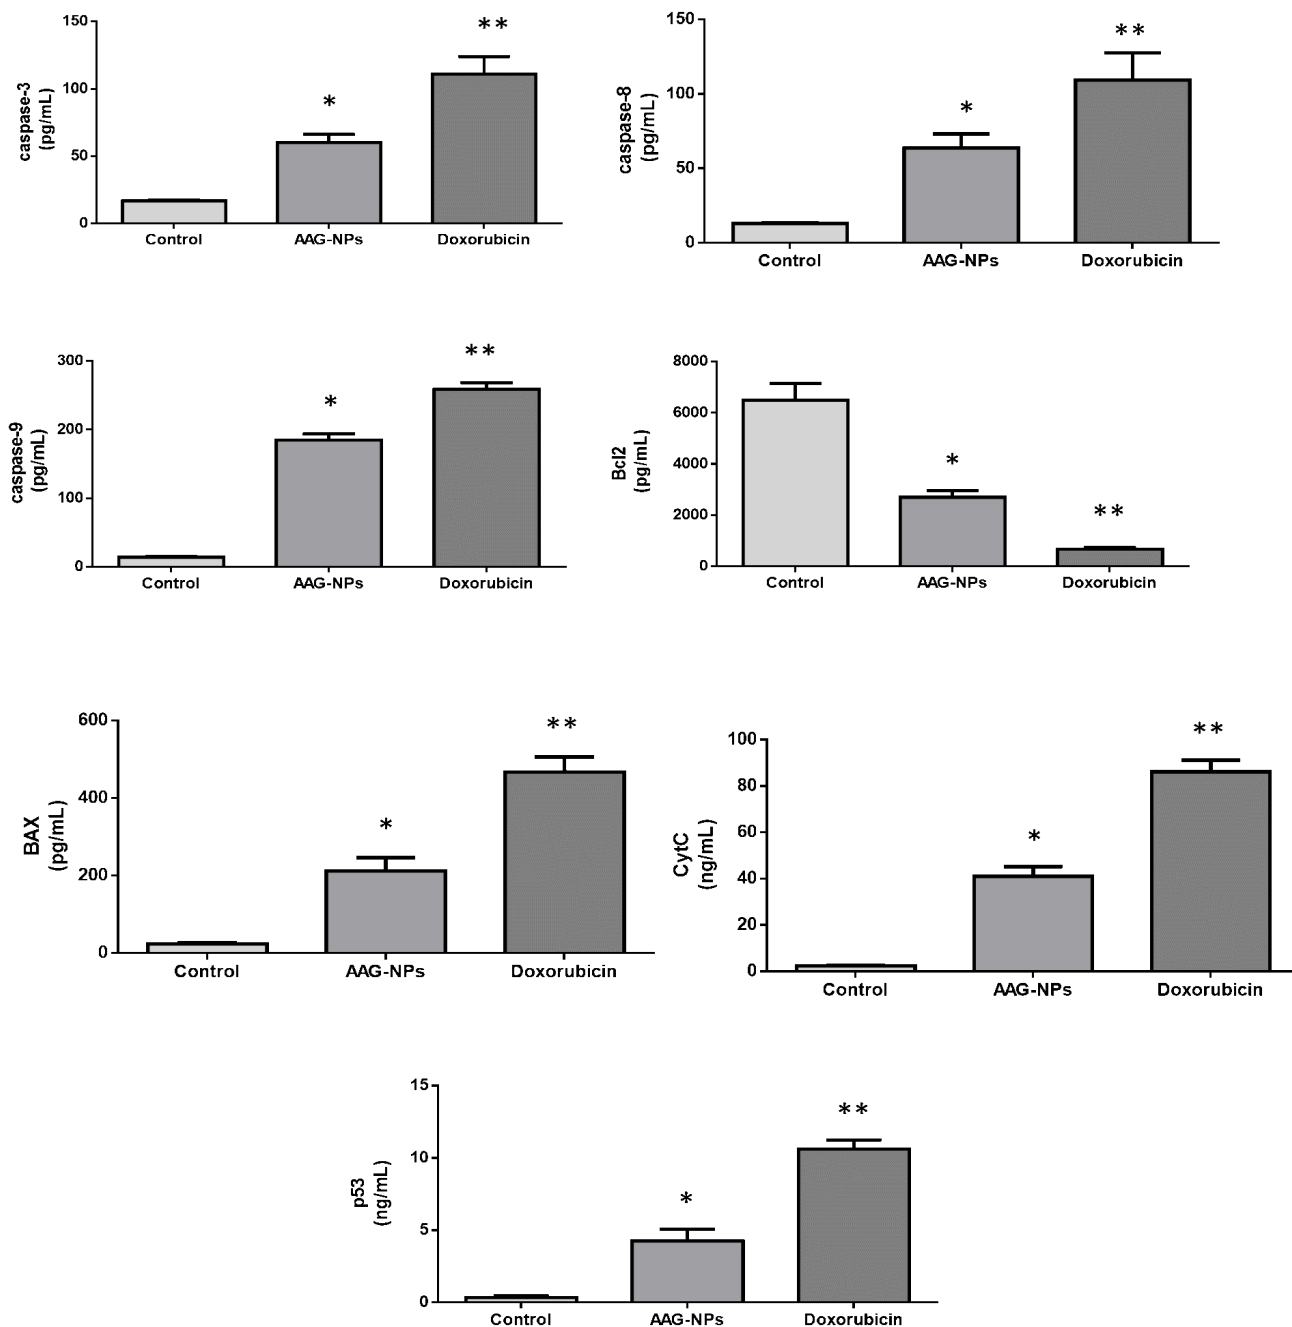 150
100
50
0
caspase-3
(pg/mL)
*
**
Control
AAG-NPs
Doxorubicin
150
100
50
0
caspase-8
(pg/mL)
*
**
Control
AAG-NPs
Doxorubicin
300
200
100
0
caspase-9
(pg/mL)
*
**
Control
AAG-NPs
Doxorubicin
8000
6000
4000
2000
0
Bcl2
(pg/mL)
*
**
Control
AAG-NPs
Doxorubicin
600
400
200
0
BAX
(pg/mL)
*
**
Control
AAG-NPs
Doxorubicin
100
80
60
40
20
0
CytC
(ng/mL)
*
**
Control
AAG-NPs
Doxorubicin
15
10
5
0
p53
(ng/mL)
*
**
Control
AAG-NPs
Doxorubicin